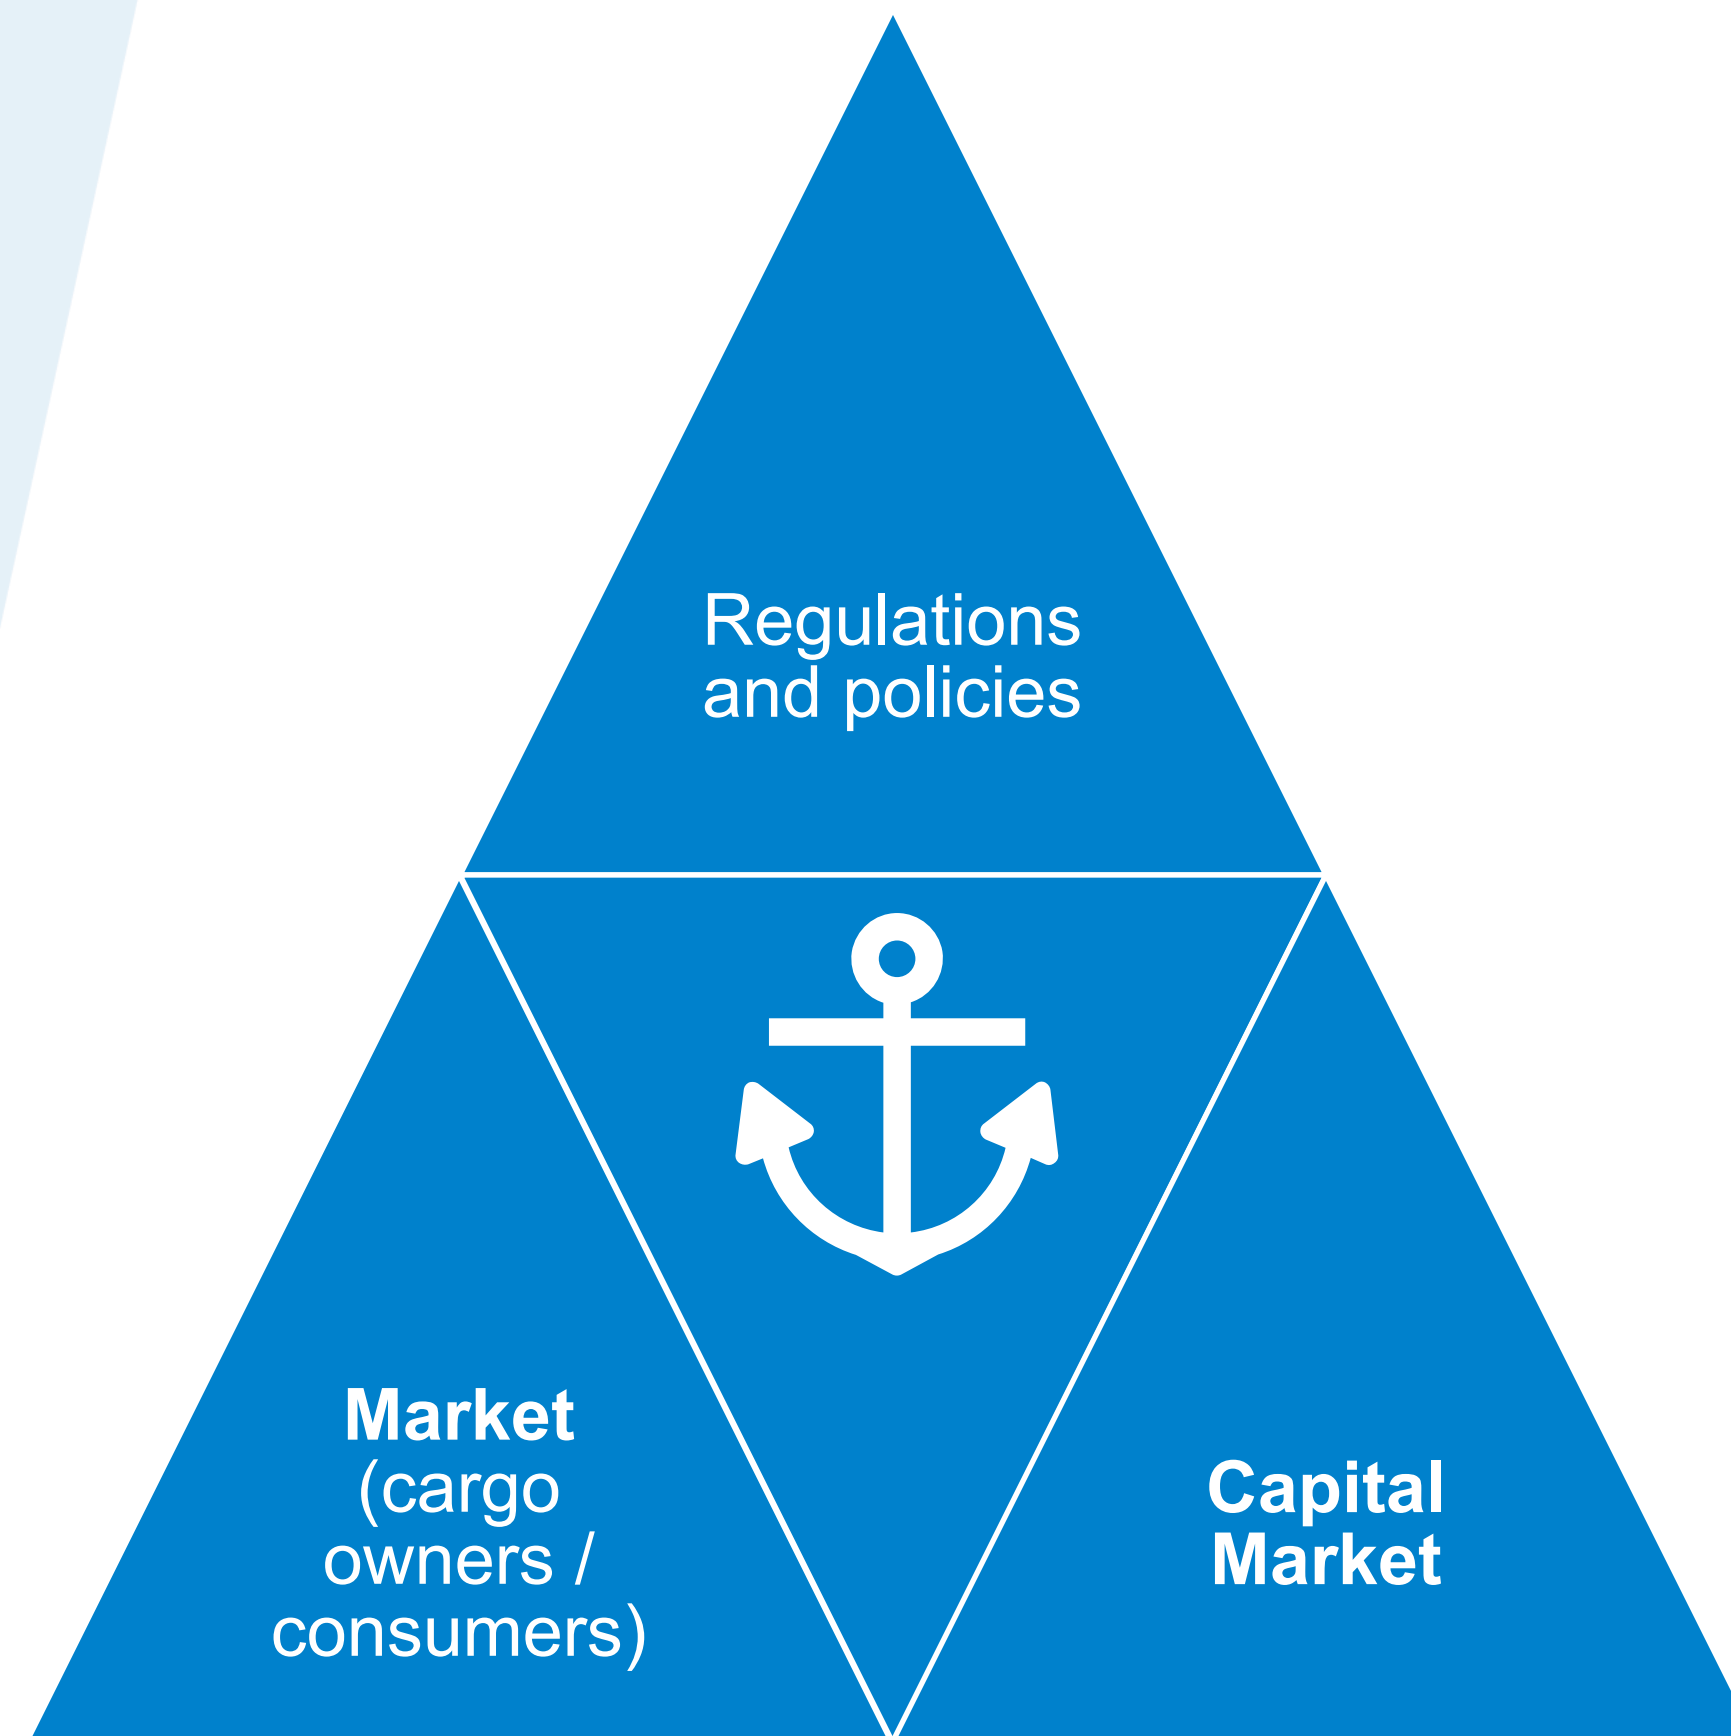 Regulations
and policies
Market
(cargo
owners /
consumers)
Capital
Market